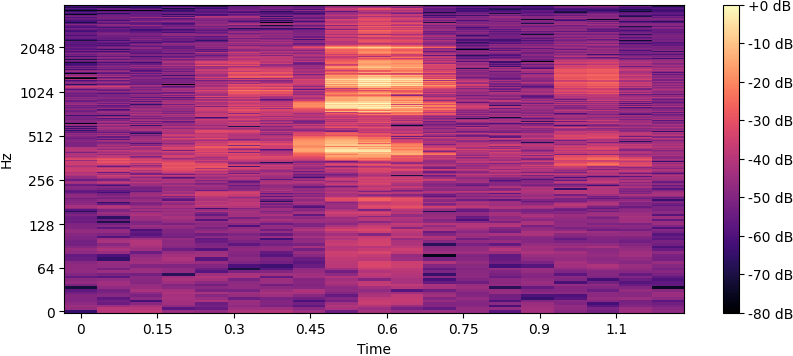 +0 dB
2048
-10 dB
1024
-20 dB
512
-30 dB
Hz
256
-40 dB
128
-50 dB
64
-60 dB
0
-70 dB
0 0.15 0.3 0.45 0.6 0.75 0.9 1.1
-80 dB
Time